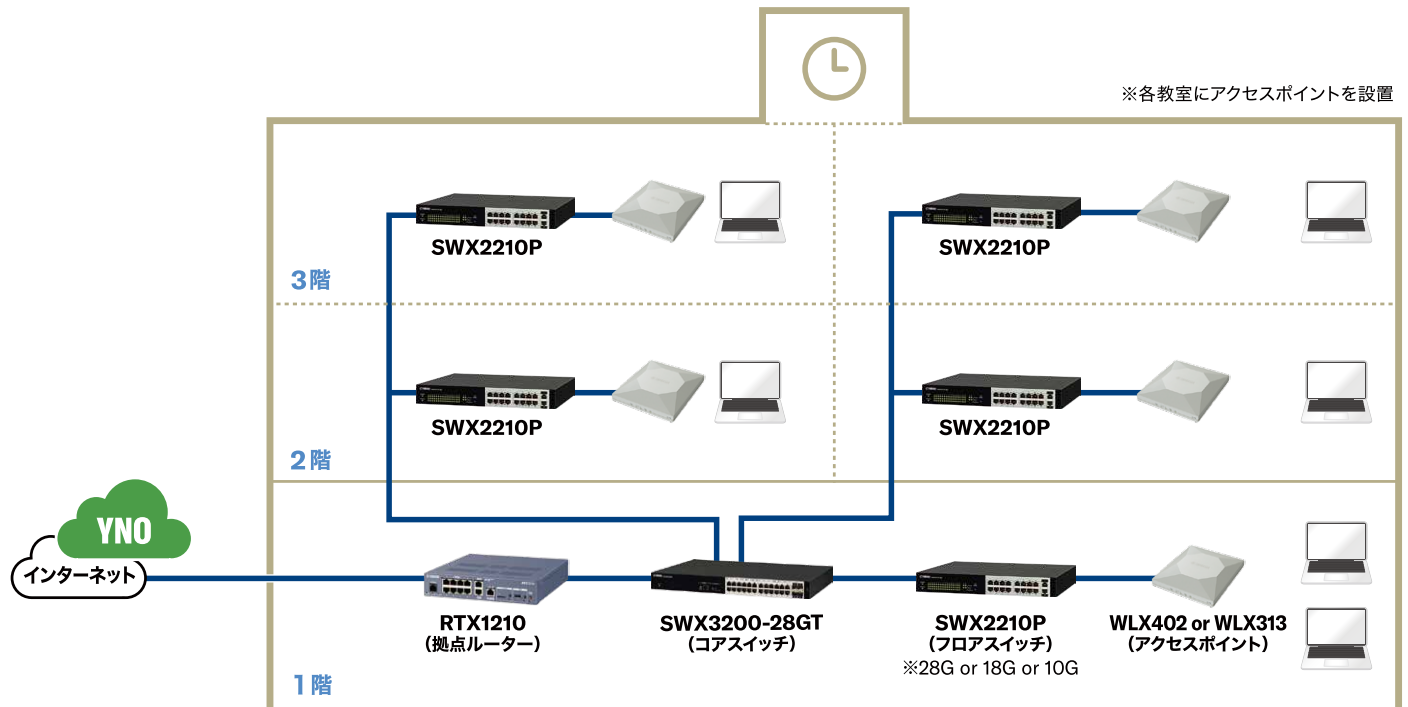 ※各教室にアクセスポイントを設置
SWX2210P
SWX2210P
3階
SWX2210P
SWX2210P
2階
YNO
インターネット
RTX1210
（拠点ルーター）
SWX3200-28GT
（コアスイッチ）
SWX2210P
（フロアスイッチ）
※28G or 18G or 10G
WLX402 or WLX313
（アクセスポイント）
1階